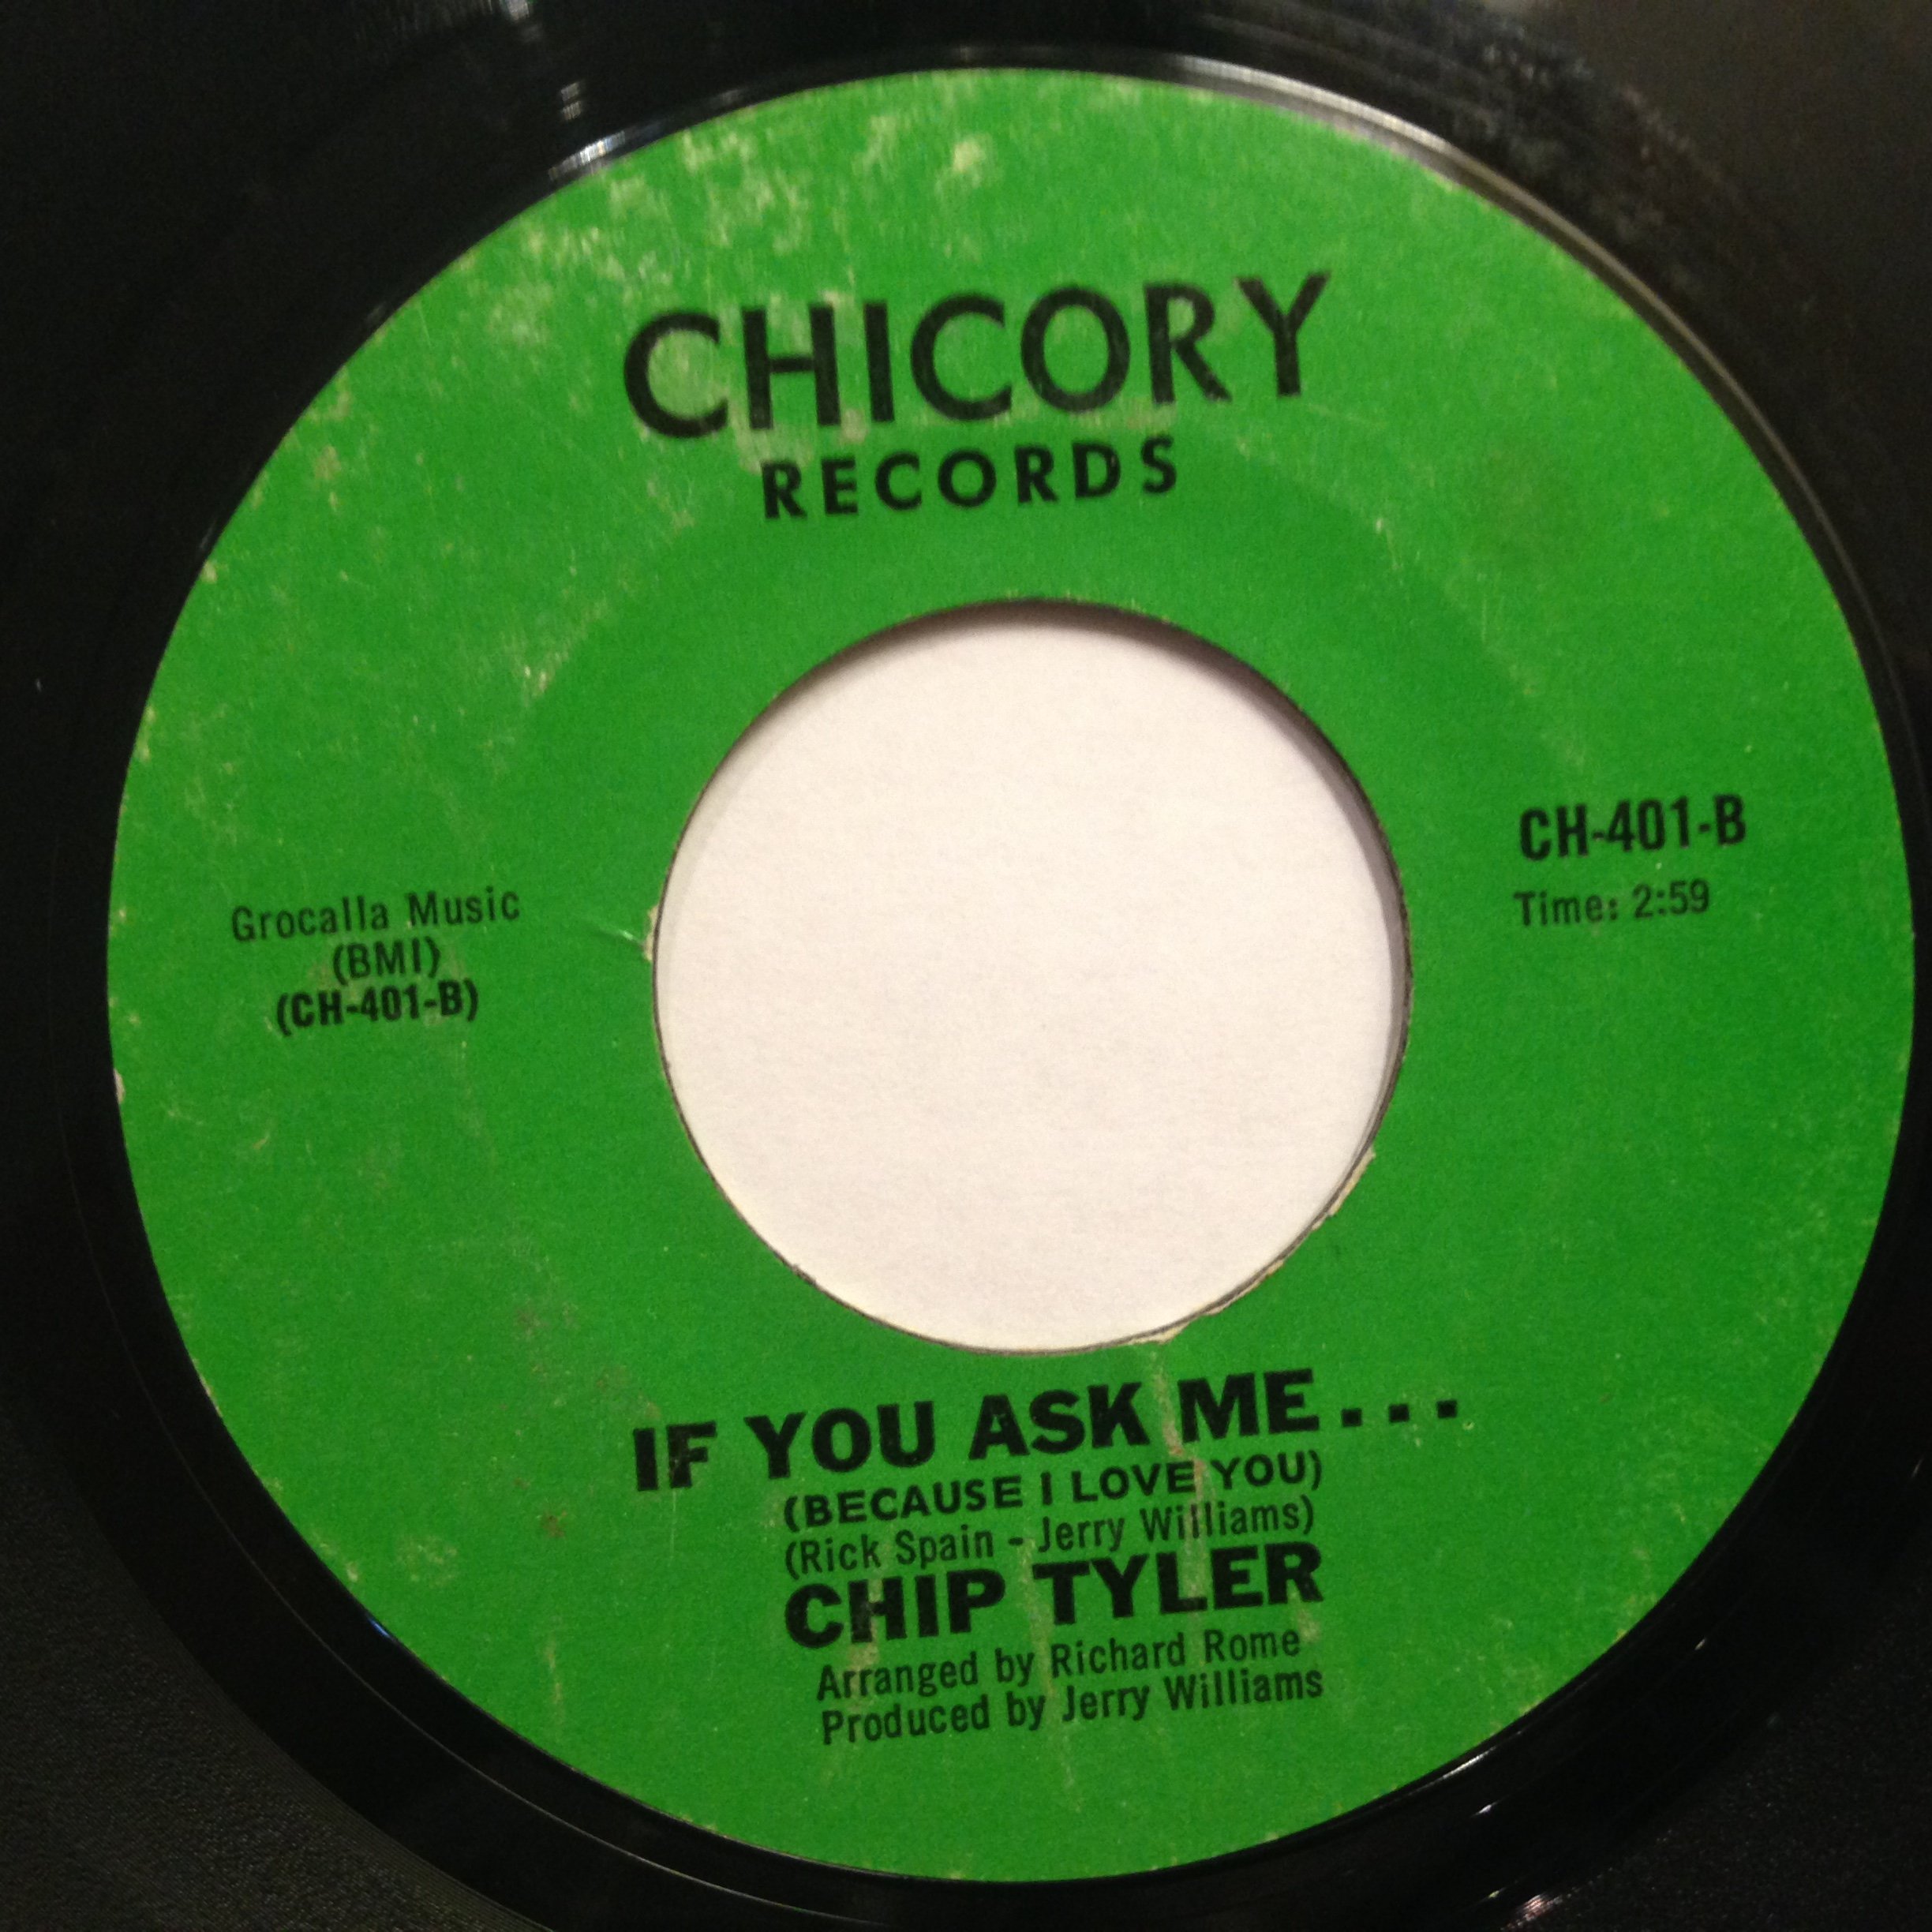 CHICORY
RECORDS
Grocalla Music
(BMI)
(CH-401-B)
CH-401-B
Time: 2:59
IF YOU ASK ME...
(BECAUSE I LOVE YOU)
(Rick Spain - Jerry Williams)
CHIP TYLER
Arranged by Richard Rome
Produced by Jerry Williams